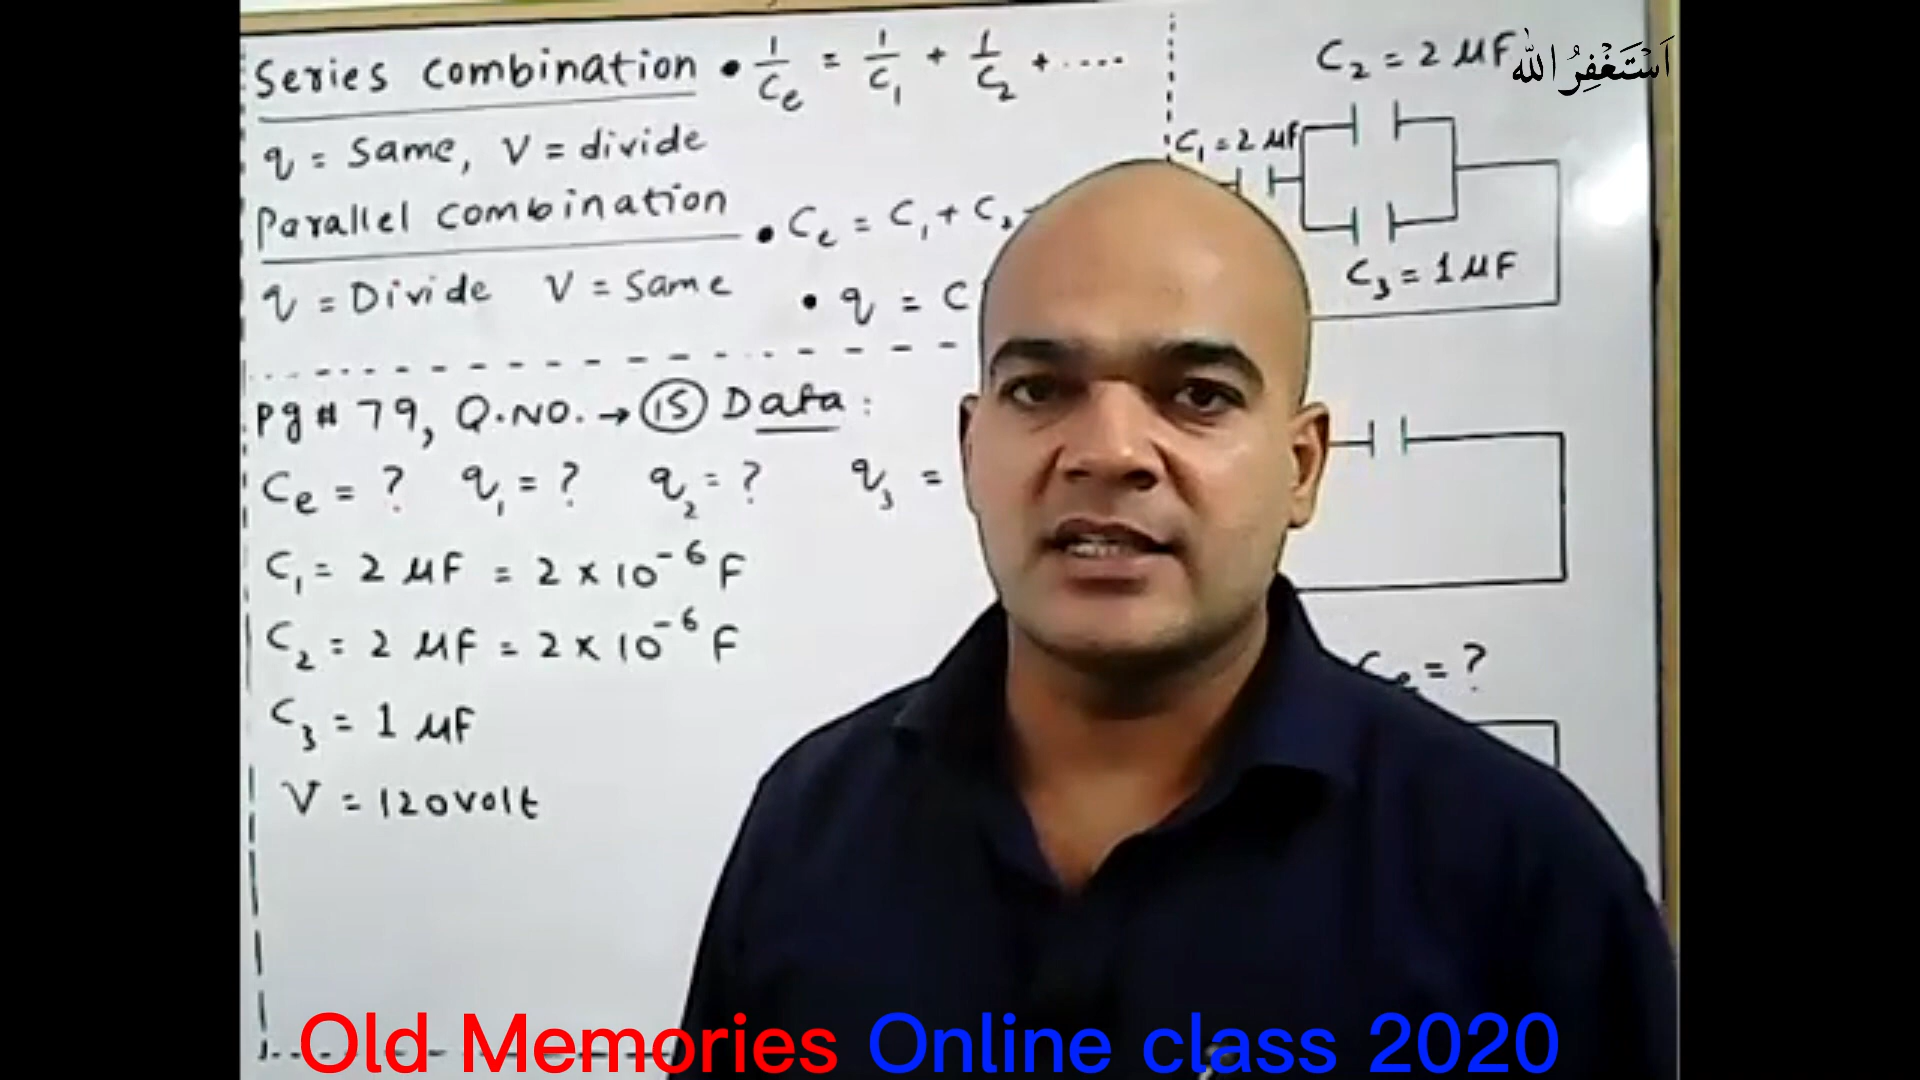 Series Combination • 1/Ce = 1/C1 + 1/C2 + ....
q = Same, V = divide
Parallel Combination • Ce = C1 + C2
q = Divide V = Same • q = C
Pg # 79, Q.NO. → 15 Data :
Ce = ? q1 = ? q2 = ? q3 =
C1 = 2 μF = 2 × 10⁻⁶ F
C2 = 2 μF = 2 × 10⁻⁶ F
C3 = 1 μF
V = 120 volt
C2 = 2 μF
أَسْتَغْفِرُ اللّٰه
C1 = 2 μF
C3 = 1 μF
Ce = ?
Old Memories Online class 2020